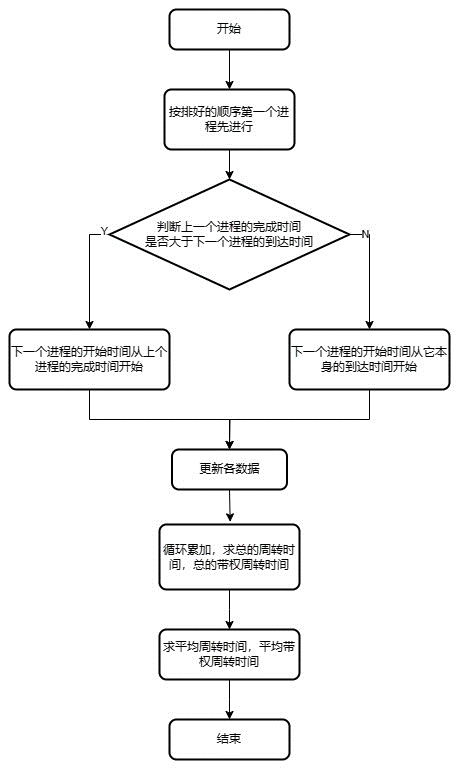 开始
按排好的顺序第一个进
程先进行
判断上一个进程的完成时间
是否大于下一个进程的到达时间
Y
N
下一个进程的开始时间从上个
进程的完成时间开始
下一个进程的开始时间从它本
身的到达时间开始
更新各数据
循环累加，求总的周转时
间，总的带权周转时间
求平均周转时间，平均带
权周转时间
结束